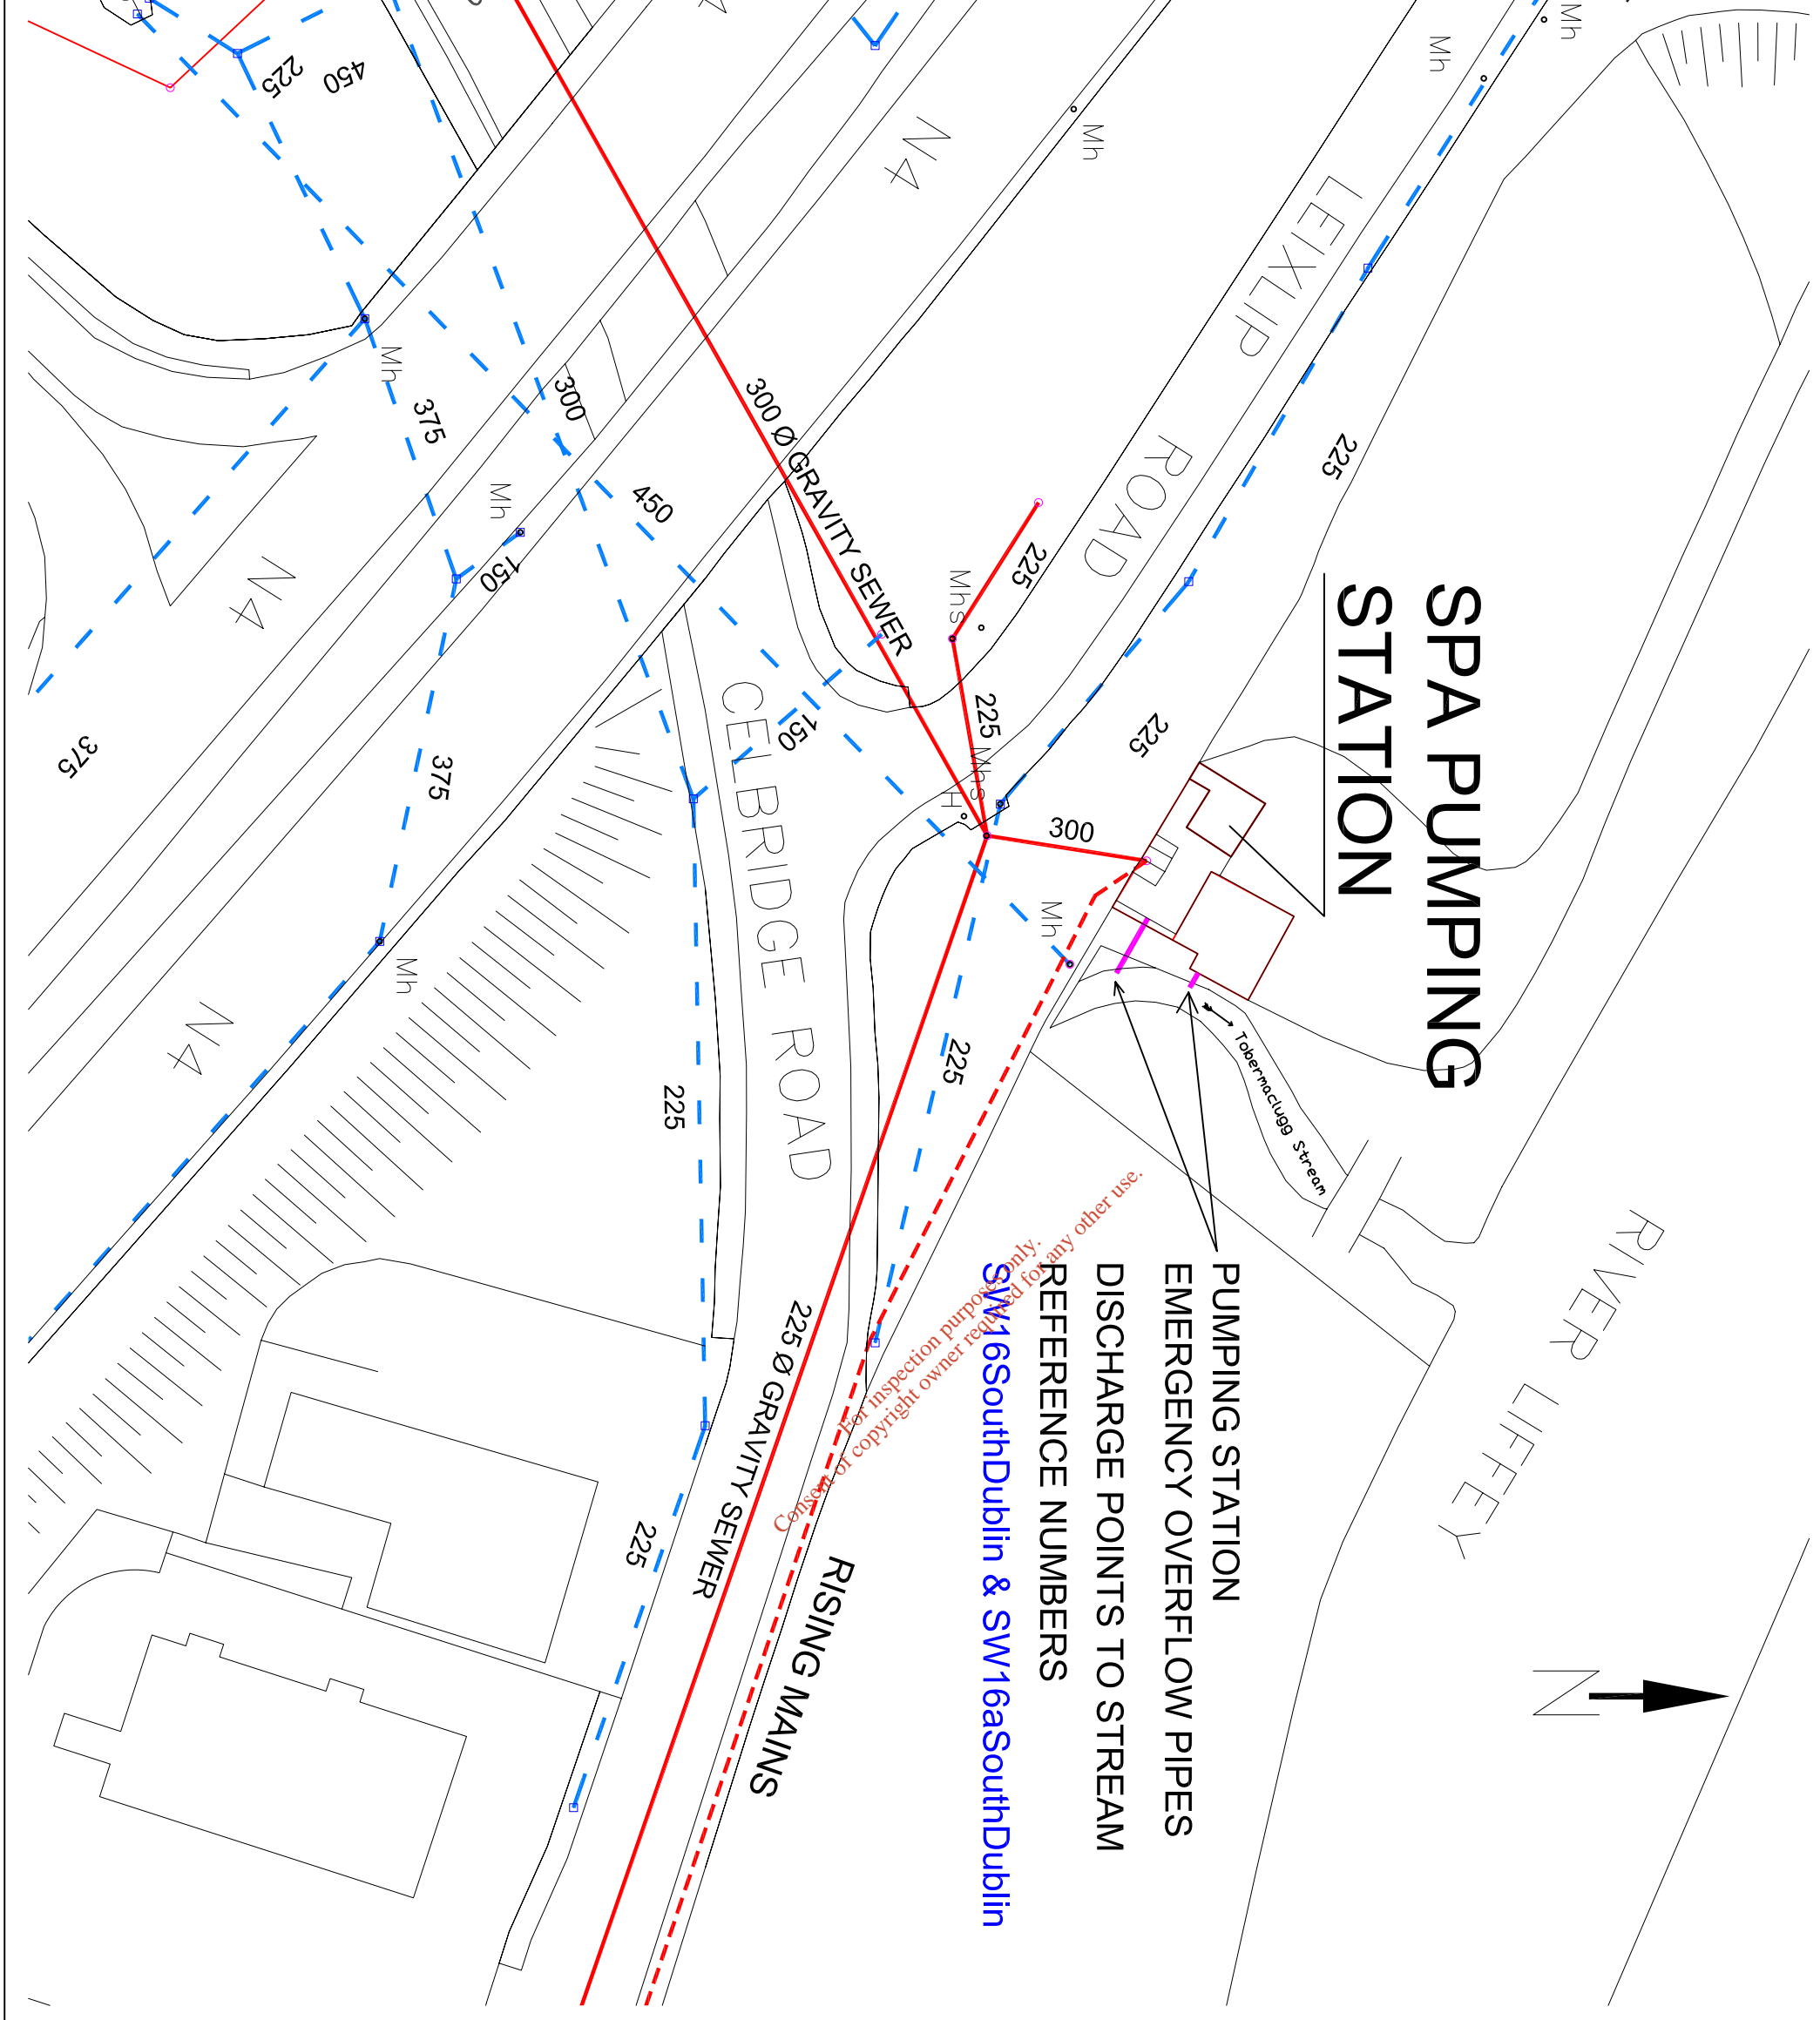 SPA PUMPING
STATION
PUMPING STATION
EMERGENCY OVERFLOW PIPES
DISCHARGE POINTS TO STREAM
REFERENCE NUMBERS
SW16SouthDublin & SW16aSouthDublin
RIVER LIFFEY
Tobermaclugg Stream
N
LEIXLIP ROAD
CELBRIDGE ROAD
N4
N4
N4
300 Ø GRAVITY SEWER
225 Ø GRAVITY SEWER
RISING MAINS
For inspection purposes only.
Consent of copyright owner required for any other use.
Mh
Mh
Mh
Mh
Mh
Mh
Mh
Mhs
Mhs
H
225
450
375
300
450
150
150
375
375
225
225
225
225
300
225
225
225
225